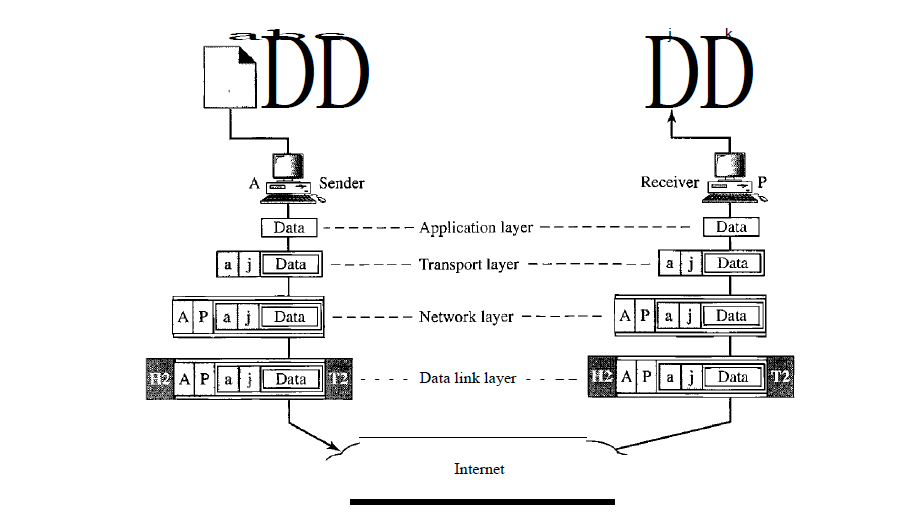 a b c DD j k DD
A Sender Receiver P
Data Application layer Data
a j Data Transport layer a j Data
A P a j Data Network layer A P a j Data
H2 A P a j Data T2 Data link layer H2 A P a j Data T2
Internet